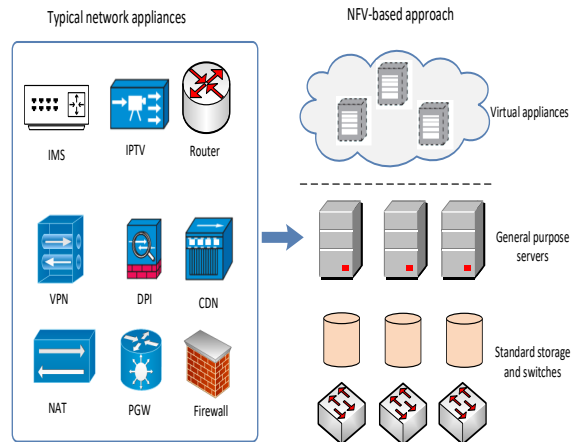 Typical network appliances
NFV-based approach
IMS
IPTV
Router
Virtual appliances
VPN
DPI
CDN
General purpose
servers
NAT
PGW
Firewall
Standard storage
and switches